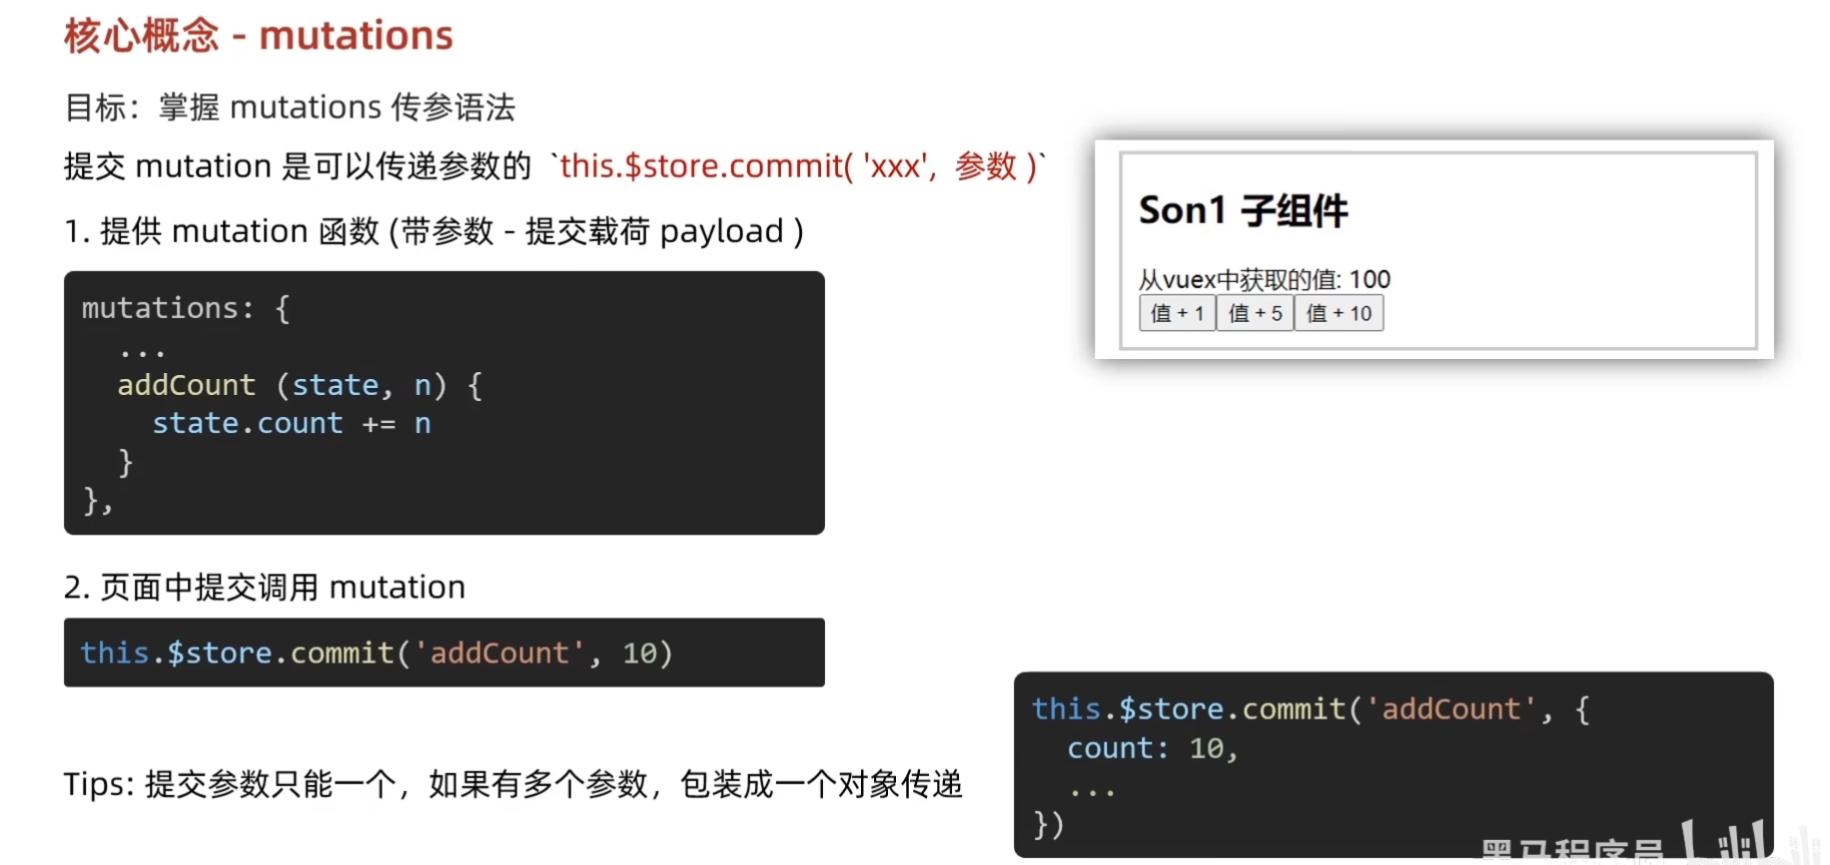 核心概念 - mutations
目标：掌握 mutations 传参语法
提交 mutation 是可以传递参数的 `this.$store.commit( 'xxx'，参数 )`
1. 提供 mutation 函数 (带参数 - 提交载荷 payload )
mutations: {
  ...
  addCount (state, n) {
    state.count += n
  }
},
2. 页面中提交调用 mutation
this.$store.commit('addCount', 10)
Tips: 提交参数只能一个，如果有多个参数，包装成一个对象传递
Son1 子组件
从vuex中获取的值: 100
值 + 1 值 + 5 值 + 10
this.$store.commit('addCount', {
  count: 10,
  ...
})
黑马程序员